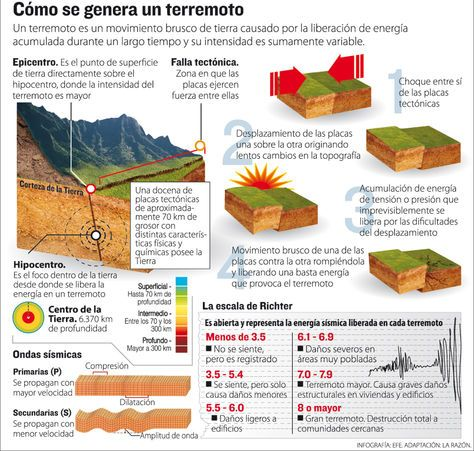 Cómo se genera un terremoto
Un terremoto es un movimiento brusco de tierra causado por la liberación de energía
acumulada durante un largo tiempo y su intensidad es sumamente variable.
Epicentro. Es el punto de superficie
de tierra directamente sobre el
hipocentro, donde la intensidad del
terremoto es mayor
Falla tectónica.
Zona en que las
placas ejercen
fuerza entre ellas
Corteza de la Tierra
Una docena de
placas tectónicas
de aproximada-
mente 70 km de
grosor con
distintas caracterís-
ticas físicas y
químicas posee la
Tierra
Hipocentro.
Es el foco dentro de la tierra
desde donde se libera la
energía en un terremoto
Centro de la
Tierra. 6.370 km
de profundidad
Superficial -
Hasta 70 km de
profundidad
Intermedio -
Entre los 70 y los
300 km
Profundo -
Mayor a 300 km
Ondas sísmicas
Primarias (P)
Se propagan con
mayor velocidad
Compresión
Dilatación
Secundarias (S)
Se propagan con
menor velocidad
Amplitud de onda
1
Choque entre sí
de las placas
tectónicas
2
Desplazamiento de las placas
una sobre la otra originando
lentos cambios en la topografía
3
Acumulación de energía
de tensión o presión que
imprevisiblemente se
libera por las dificultades
del desplazamiento
4
Movimiento brusco de una de las
placas contra la otra rompiéndola
y liberando una basta energía
que provoca el terremoto
La escala de Richter
Es abierta y representa la energía sísmica liberada en cada terremoto
Menos de 3.5
• No se siente,
pero es registrado
3.5 - 5.4
• Se siente, pero solo
causa daños menores
5.5 - 6.0
• Daños ligeros a
edificios
6.1 - 6.9
• Daños severos en
áreas muy pobladas
7.0 - 7.9
• Terremoto mayor. Causa graves daños
estructurales en viviendas y edificios
8 o mayor
• Gran terremoto. Destrucción total a
comunidades cercanas
INFOGRAFÍA: EFE. ADAPTACIÓN: LA RAZÓN.